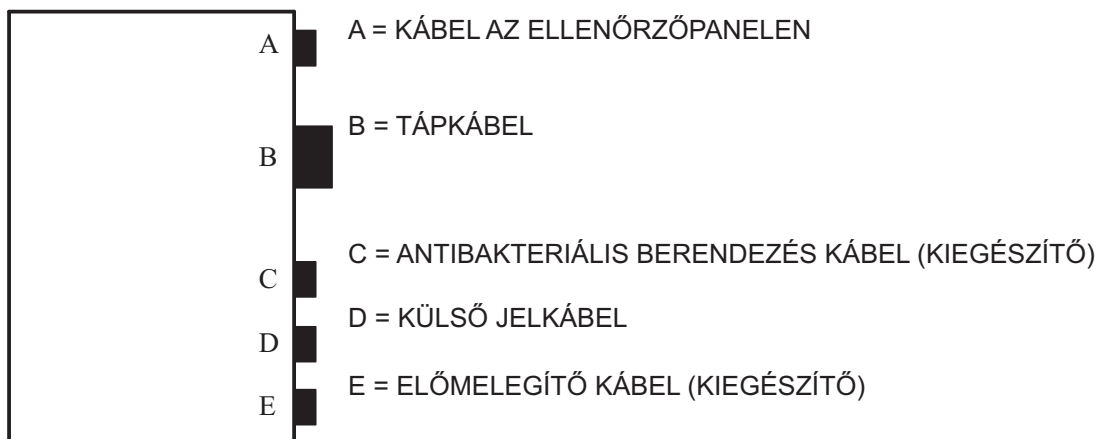 A A = KÁBEL AZ ELLENŐRZŐPANELEN
B B = TÁPKÁBEL
C C = ANTIBAKTERIÁLIS BERENDEZÉS KÁBEL (KIEGÉSZÍTŐ)
D D = KÜLSŐ JELKÁBEL
E E = ELŐMELEGÍTŐ KÁBEL (KIEGÉSZÍTŐ)